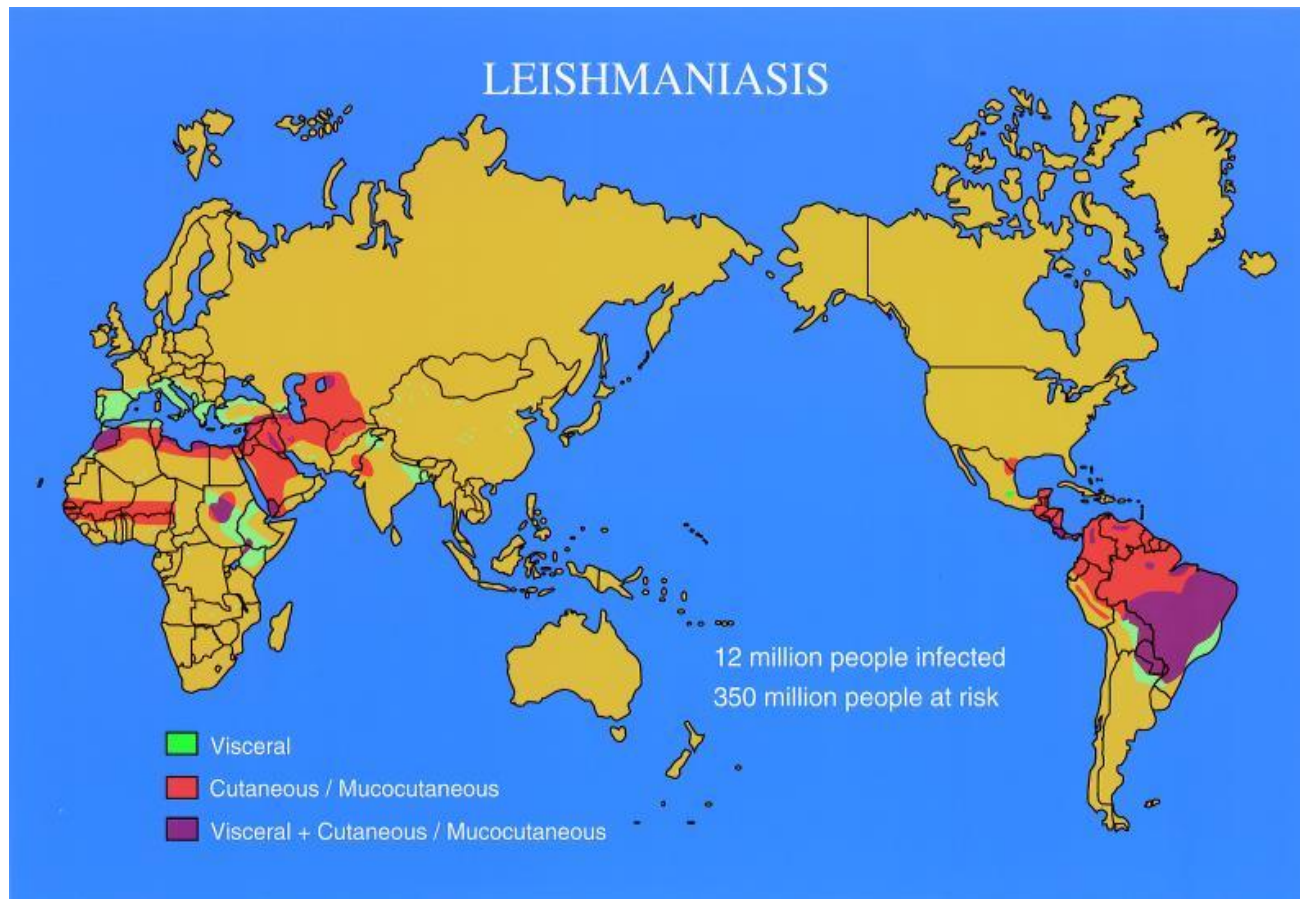 LEISHMANIASIS
12 million people infected
350 million people at risk
Visceral
Cutaneous / Mucocutaneous
Visceral + Cutaneous / Mucocutaneous